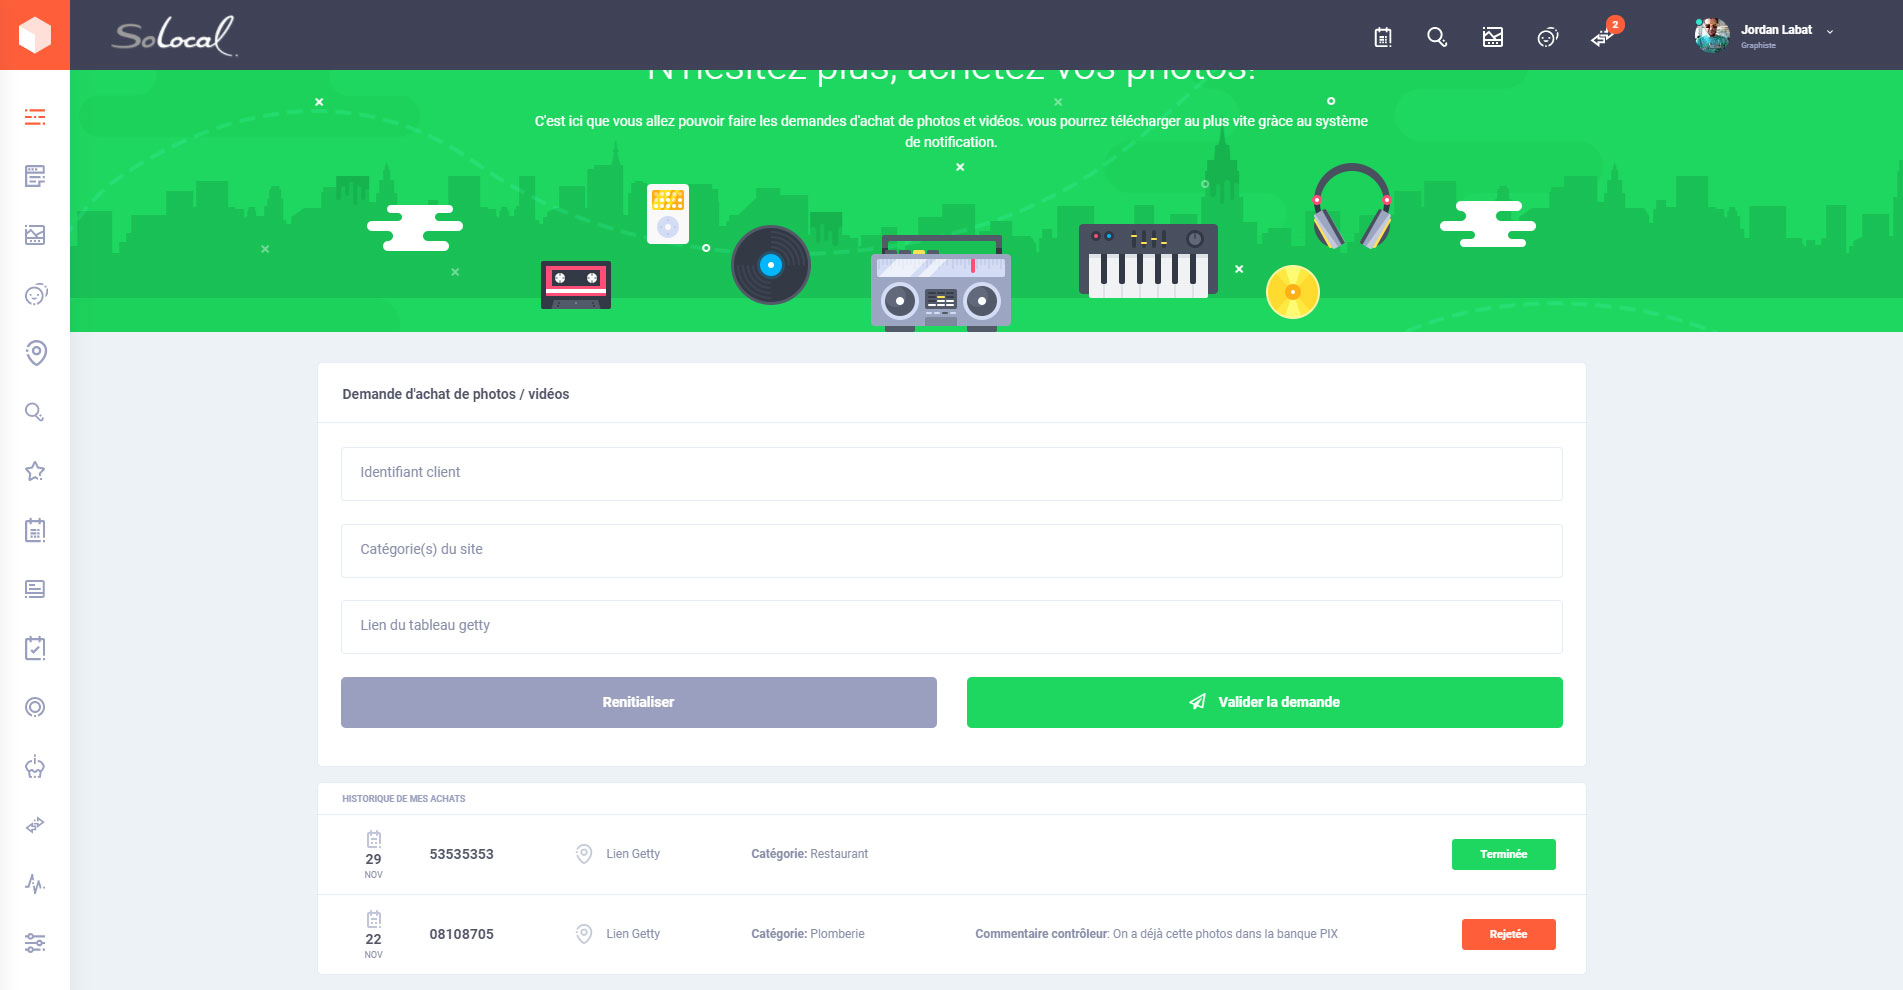 SoLocal
2
Jordan Labat
Graphiste
N'hésitez plus, achetez vos photos!
C'est ici que vous allez pouvoir faire les demandes d'achat de photos et vidéos. vous pourrez télécharger au plus vite gràce au système
de notification.
Demande d'achat de photos / vidéos
Identifiant client
Catégorie(s) du site
Lien du tableau getty
Renitialiser
Valider la demande
HISTORIQUE DE MES ACHATS
29
NOV
53535353
Lien Getty
Catégorie: Restaurant
Terminée
22
NOV
08108705
Lien Getty
Catégorie: Plomberie
Commentaire contrôleur: On a déjà cette photos dans la banque PIX
Rejetée